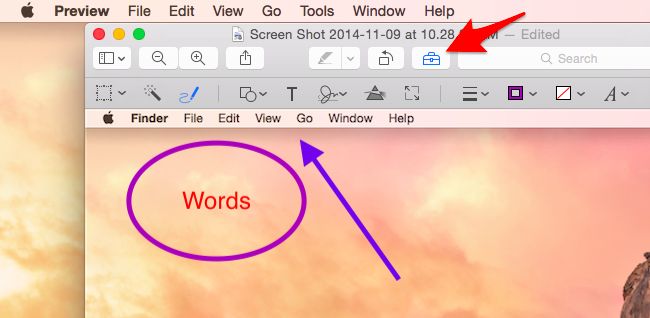 Preview File Edit View Go Tools Window Help
Screen Shot 2014-11-09 at 10.28. M — Edited
Search
T A
Finder File Edit View Go Window Help
Words